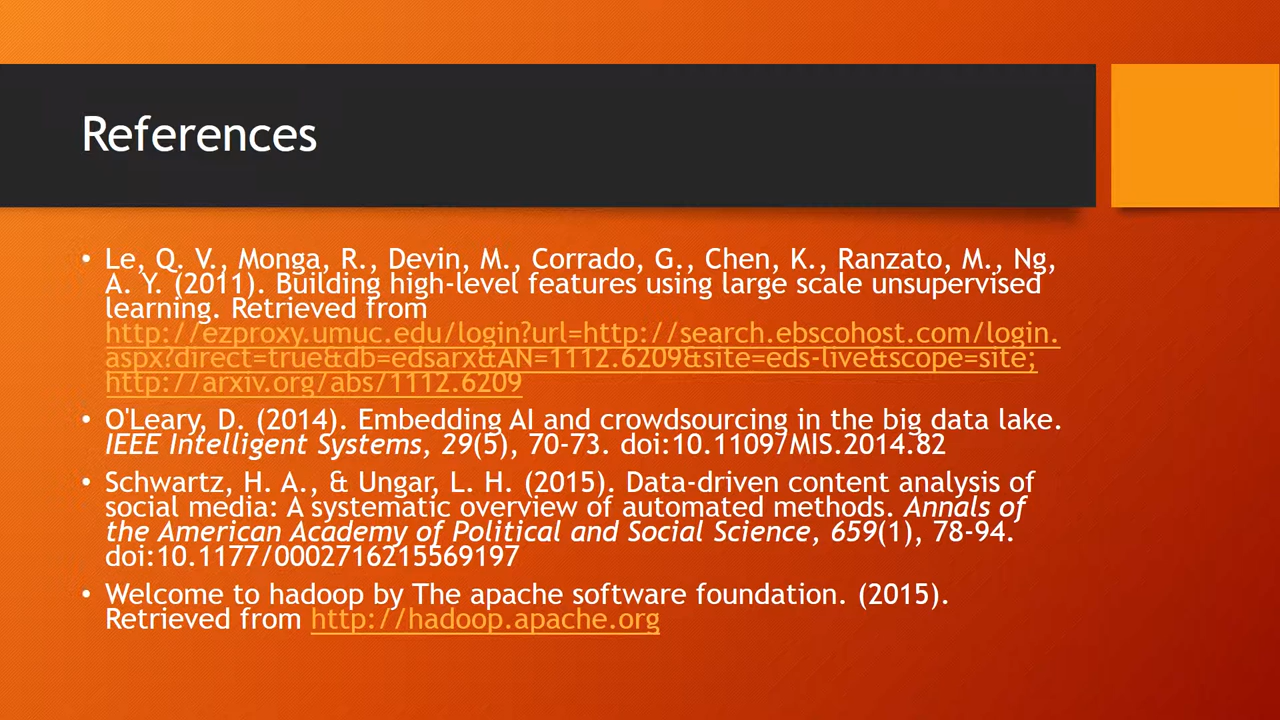 References
• Le, Q. V., Monga, R., Devin, M., Corrado, G., Chen, K., Ranzato, M., Ng,
A. Y. (2011). Building high-level features using large scale unsupervised
learning. Retrieved from
http://ezproxy.umuc.edu/login?url=http://search.ebscohost.com/login.
aspx?direct=true&db=edsarx&AN=1112.6209&site=eds-live&scope=site;
http://arxiv.org/abs/1112.6209
• O'Leary, D. (2014). Embedding AI and crowdsourcing in the big data lake.
IEEE Intelligent Systems, 29(5), 70-73. doi:10.1109/MIS.2014.82
• Schwartz, H. A., & Ungar, L. H. (2015). Data-driven content analysis of
social media: A systematic overview of automated methods. Annals of
the American Academy of Political and Social Science, 659(1), 78-94.
doi:10.1177/0002716215569197
• Welcome to hadoop by The apache software foundation. (2015).
Retrieved from http://hadoop.apache.org